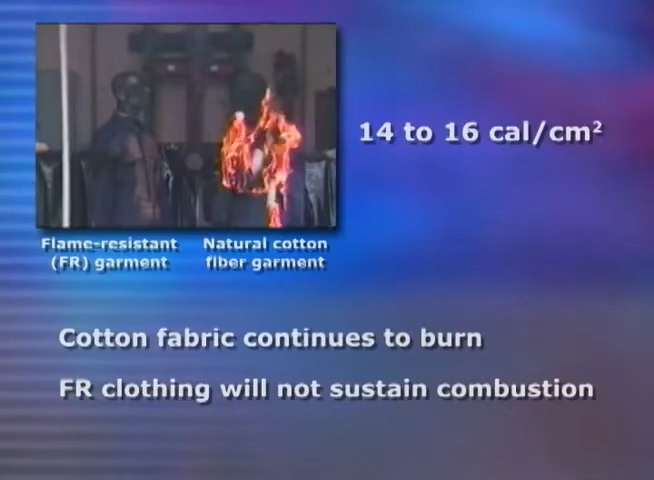 14 to 16 cal/cm²
Flame-resistant
(FR) garment
Natural cotton
fiber garment
Cotton fabric continues to burn
FR clothing will not sustain combustion